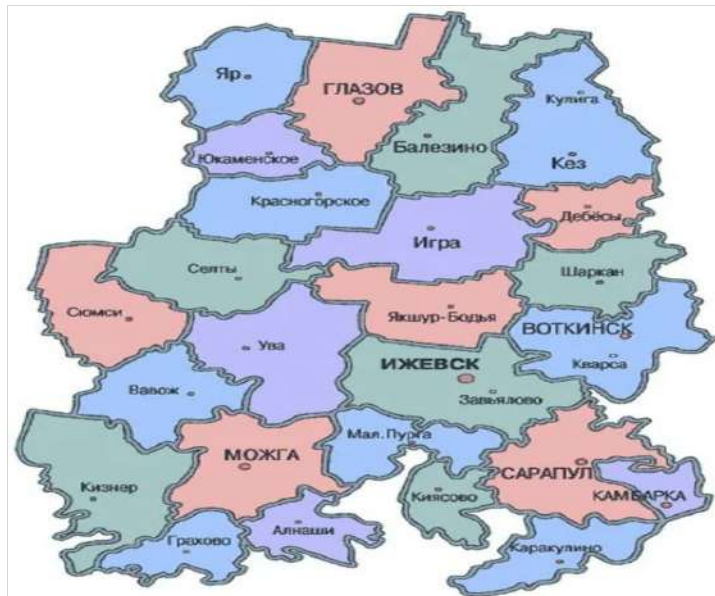 Яр
ГЛАЗОВ
Кулига
Балезино
Кез
Юкаменское
Красногорское
Дебёсы
Игра
Селты
Шаркан
Сюмси
Якшур-Бодья
ВОТКИНСК
Ува
Кварса
ИЖЕВСК
Вавож
Завьялово
Мал.Пурга
МОЖГА
САРАПУЛ
Кизнер
Киясово
КАМБАРКА
Алнаши
Грахово
Каракулино